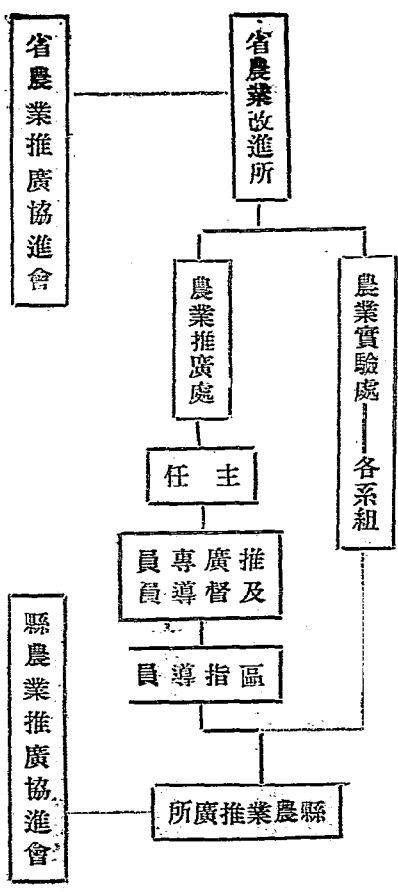 省農業改進所
省農業推廣協進會
農業實驗處——各系組
農業推廣處
主任
推廣專員
及督導員
區指導員
縣農業推廣所
縣農業推廣協進會